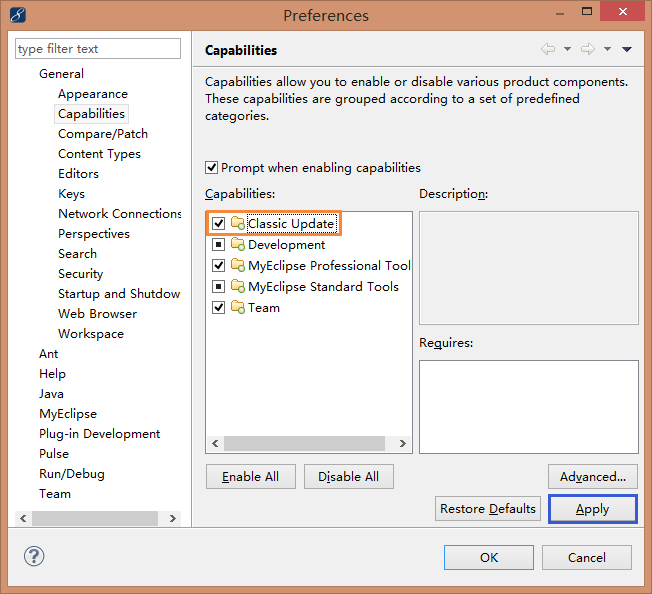 Preferences
type filter text
General
Appearance
Capabilities
Compare/Patch
Content Types
Editors
Keys
Network Connections
Perspectives
Search
Security
Startup and Shutdow
Web Browser
Workspace
Ant
Help
Java
MyEclipse
Plug-in Development
Pulse
Run/Debug
Team
Capabilities
Capabilities allow you to enable or disable various product components.
These capabilities are grouped according to a set of predefined
categories.
Prompt when enabling capabilities
Capabilities:
Classic Update
Development
MyEclipse Professional Tool
MyEclipse Standard Tools
Team
Description:
Requires:
Enable All
Disable All
Advanced...
Restore Defaults
Apply
?
OK
Cancel